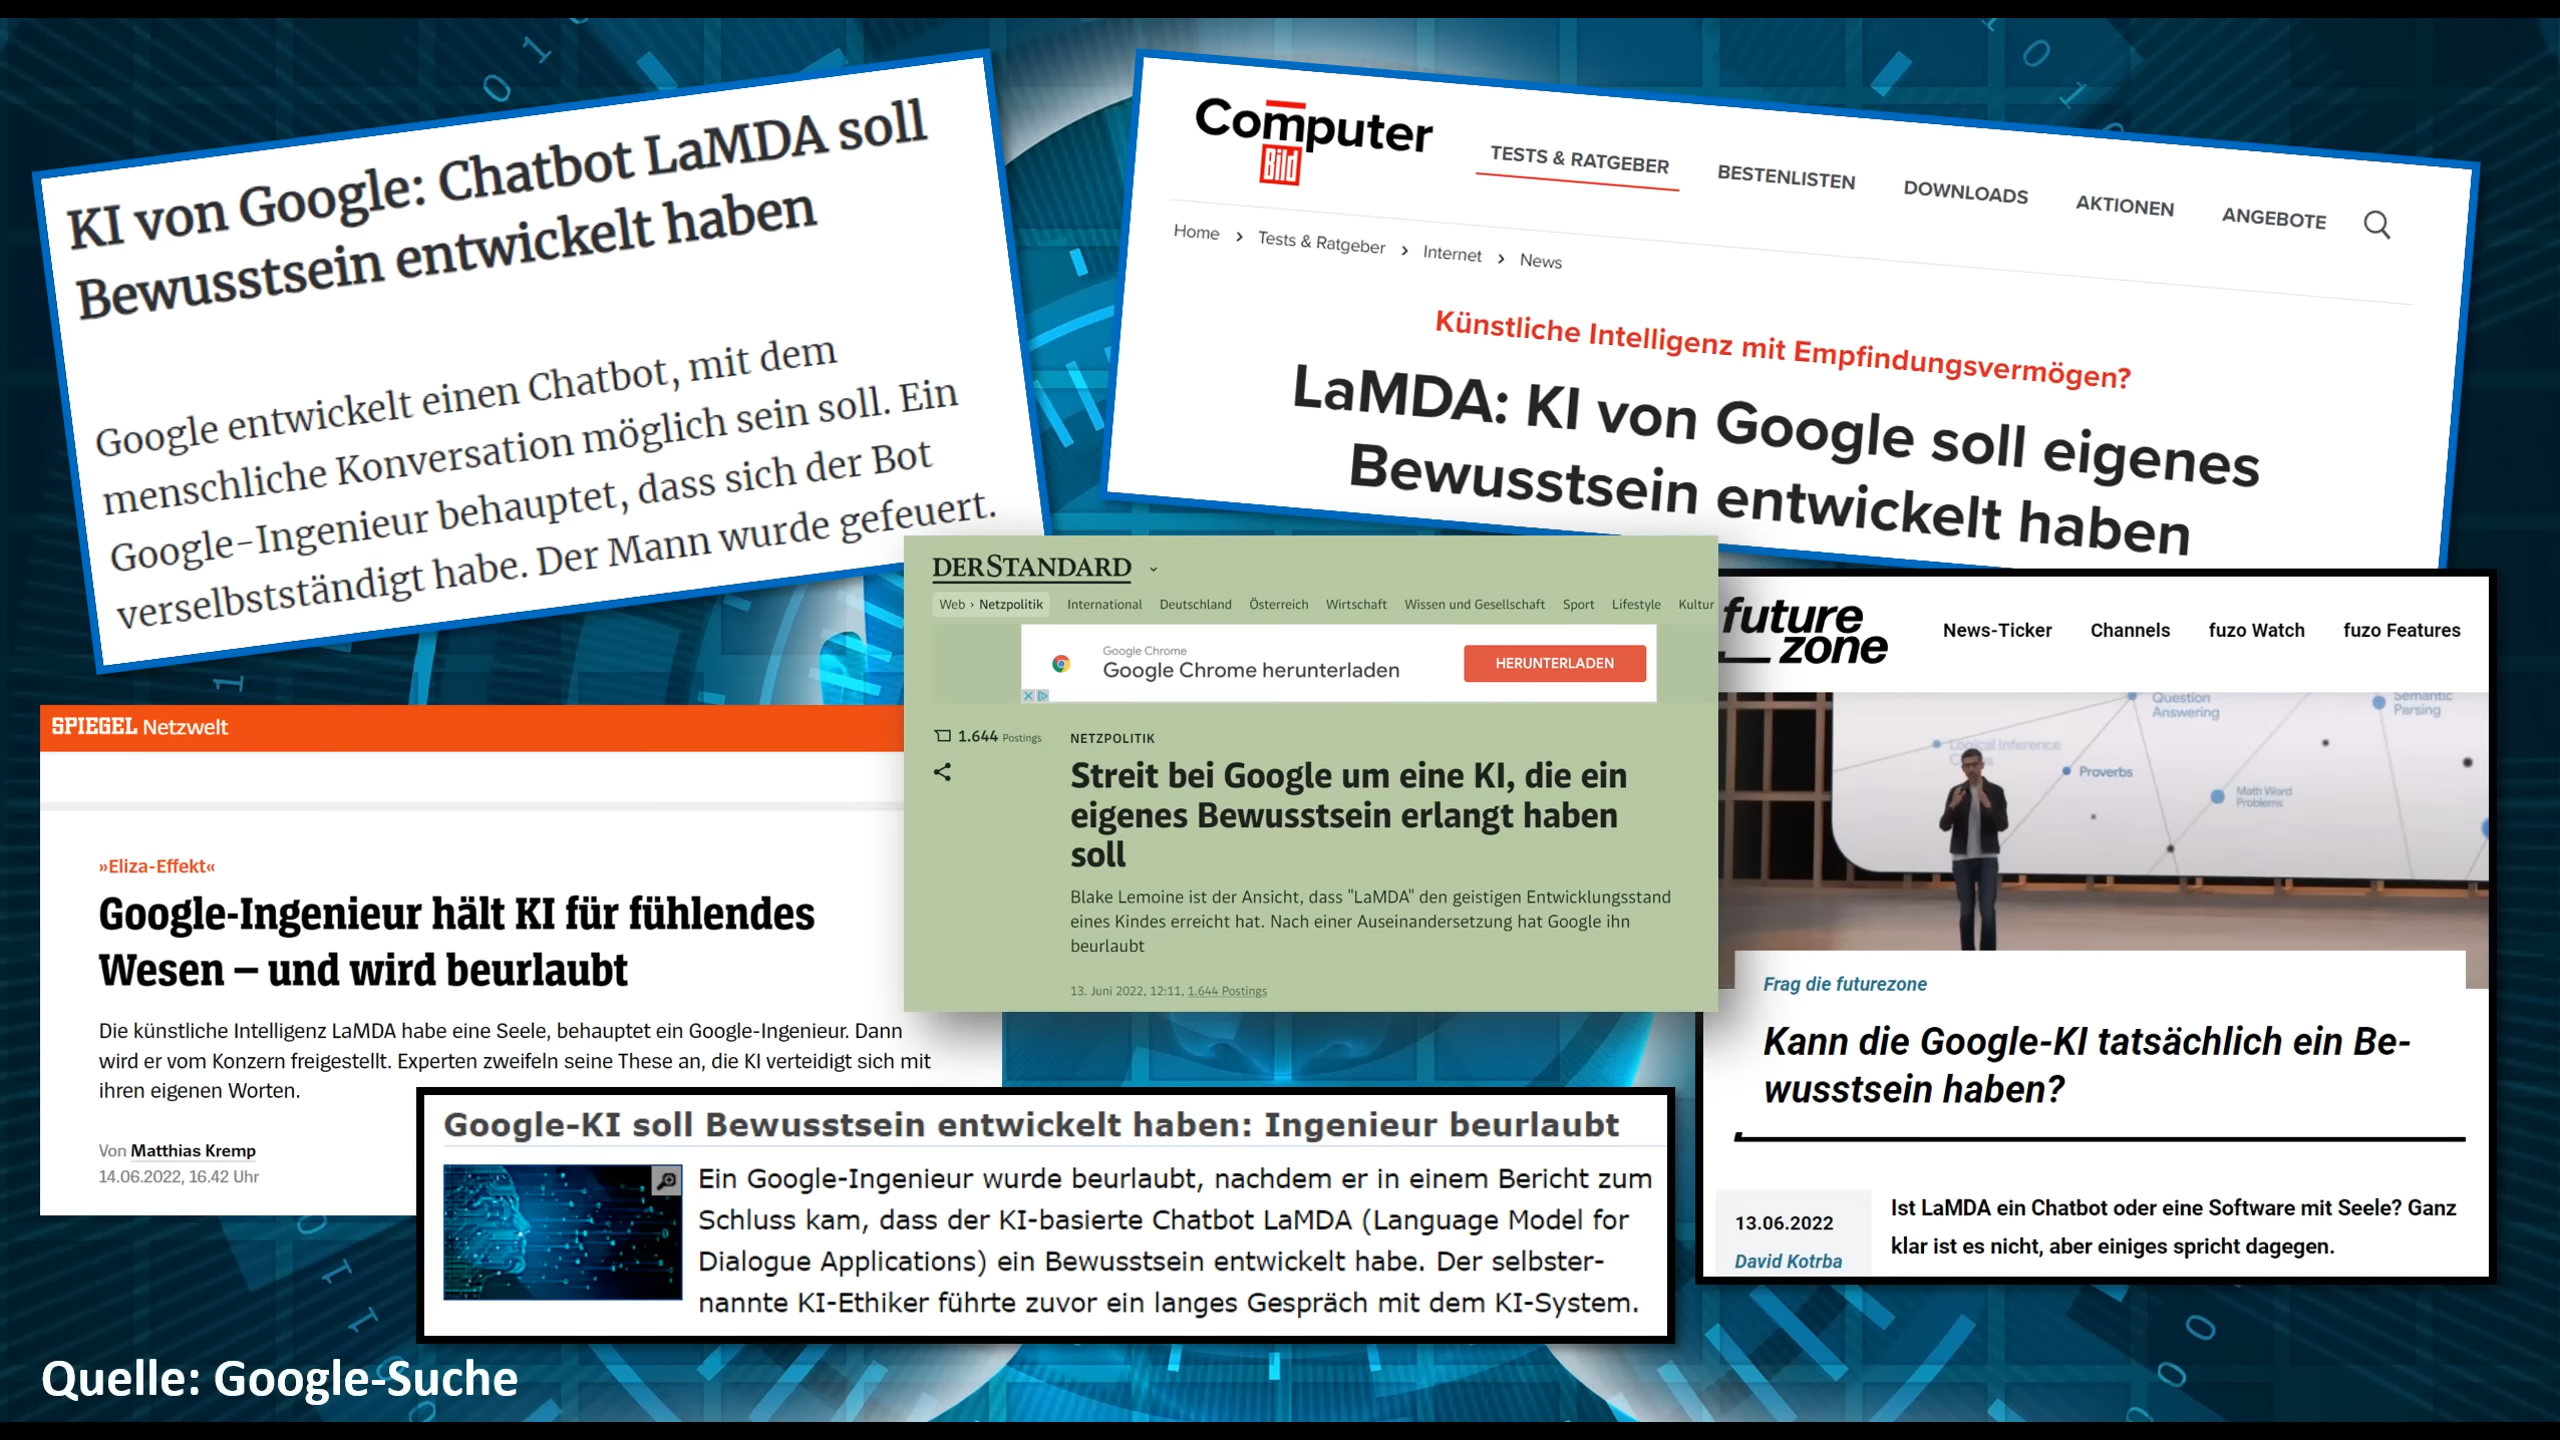 KI von Google: Chatbot LaMDA soll
Bewusstsein entwickelt haben
Google entwickelt einen Chatbot, mit dem
menschliche Konversation möglich sein soll. Ein
Google-Ingenieur behauptet, dass sich der Bot
verselbstständigt habe. Der Mann wurde gefeuert.
Computer
Bild
TESTS & RATGEBER BESTENLISTEN DOWNLOADS AKTIONEN ANGEBOTE
Home > Tests & Ratgeber > Internet > News
Künstliche Intelligenz mit Empfindungsvermögen?
LaMDA: KI von Google soll eigenes
Bewusstsein entwickelt haben
DERSTANDARD
Web › Netzpolitik International Deutschland Österreich Wirtschaft Wissen und Gesellschaft Sport Lifestyle Kultur
Google Chrome
Google Chrome herunterladen
HERUNTERLADEN
1.644 Postings
NETZPOLITIK
Streit bei Google um eine KI, die ein
eigenes Bewusstsein erlangt haben
soll
Blake Lemoine ist der Ansicht, dass "LaMDA" den geistigen Entwicklungsstand
eines Kindes erreicht hat. Nach einer Auseinandersetzung hat Google ihn
beurlaubt
13. Juni 2022, 12:11, 1.644 Postings
future
zone
News-Ticker Channels fuzo Watch fuzo Features
Question
Answering
Semantic
Parsing
Logical Inference
Proverbs
Math Word
Problems
Frag die futurezone
Kann die Google-KI tatsächlich ein Be-
wusstsein haben?
13.06.2022
David Kotrba
Ist LaMDA ein Chatbot oder eine Software mit Seele? Ganz
klar ist es nicht, aber einiges spricht dagegen.
SPIEGEL Netzwelt
»Eliza-Effekt«
Google-Ingenieur hält KI für fühlendes
Wesen – und wird beurlaubt
Die künstliche Intelligenz LaMDA habe eine Seele, behauptet ein Google-Ingenieur. Dann
wird er vom Konzern freigestellt. Experten zweifeln seine These an, die KI verteidigt sich mit
ihren eigenen Worten.
Von Matthias Kremp
14.06.2022, 16.42 Uhr
Google-KI soll Bewusstsein entwickelt haben: Ingenieur beurlaubt
Ein Google-Ingenieur wurde beurlaubt, nachdem er in einem Bericht zum
Schluss kam, dass der KI-basierte Chatbot LaMDA (Language Model for
Dialogue Applications) ein Bewusstsein entwickelt habe. Der selbster-
nannte KI-Ethiker führte zuvor ein langes Gespräch mit dem KI-System.
Quelle: Google-Suche